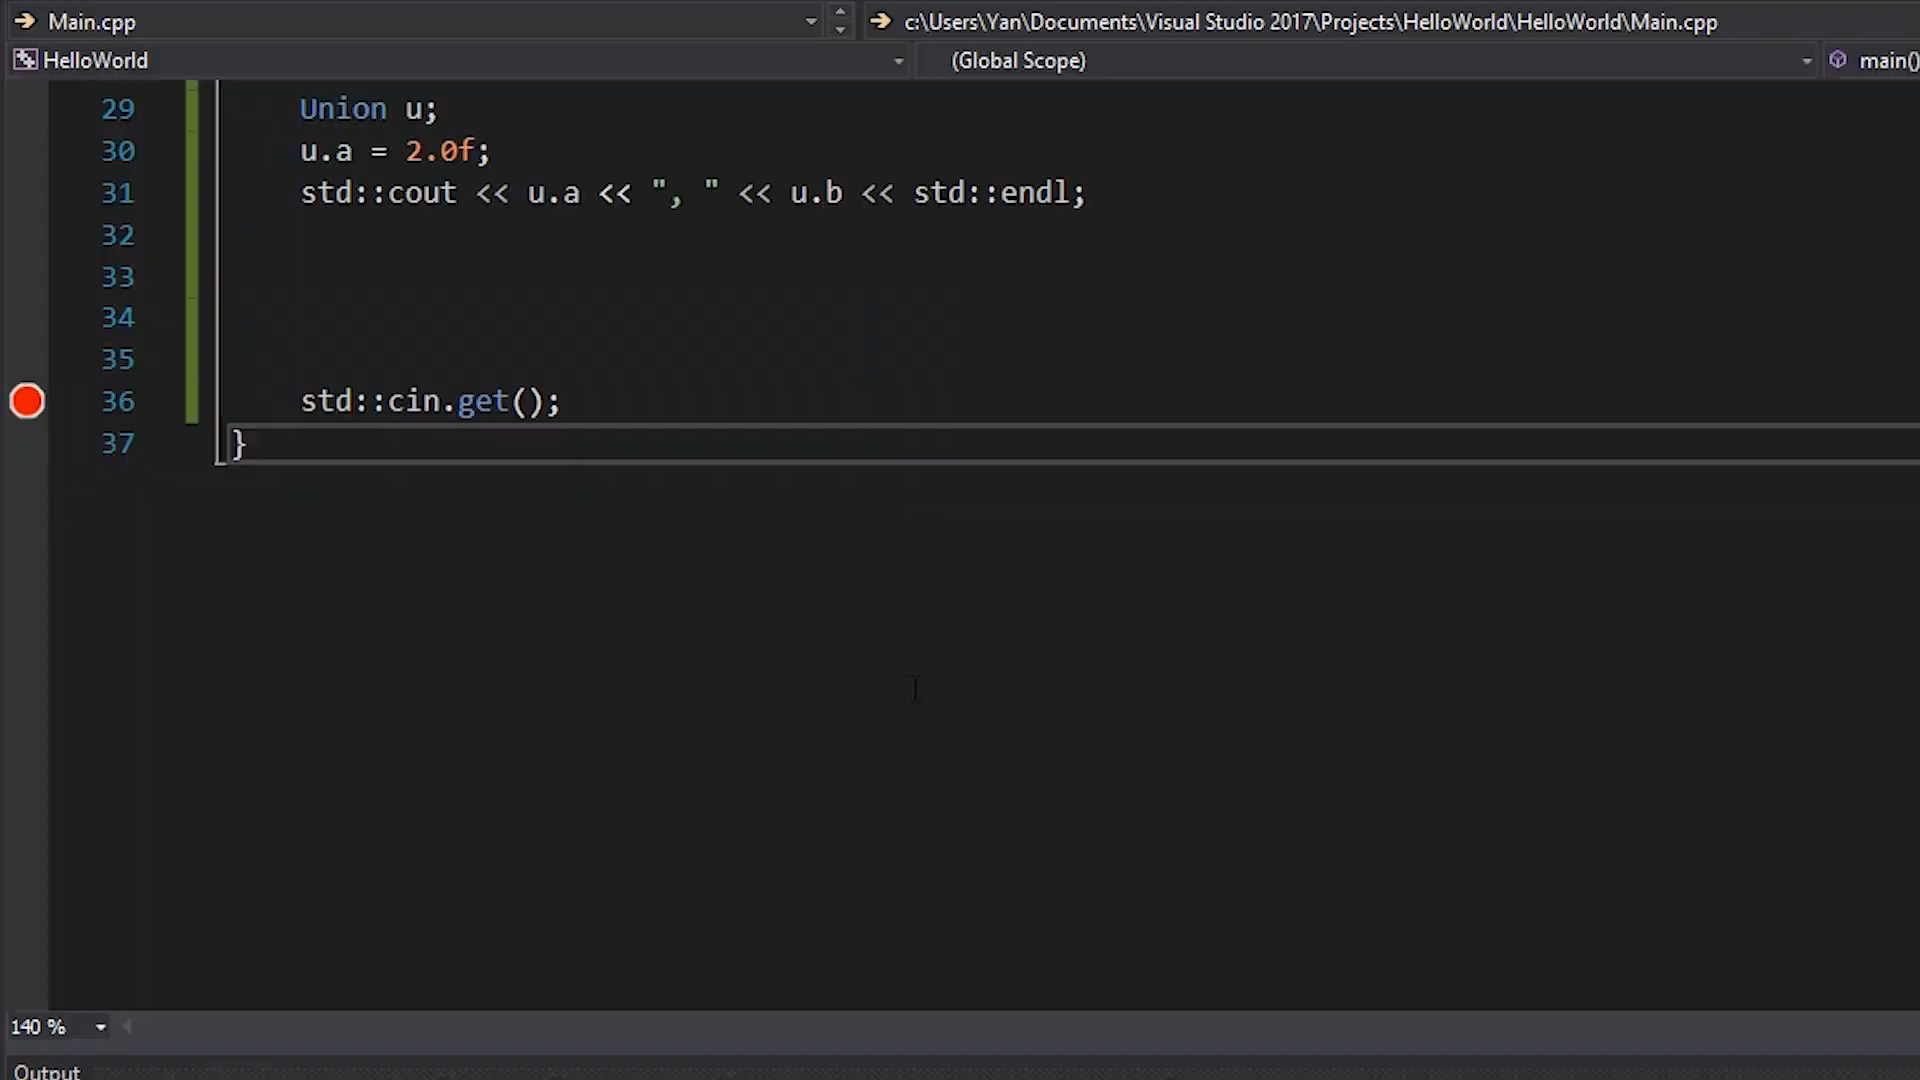 Main.cpp
c:\Users\Yan\Documents\Visual Studio 2017\Projects\HelloWorld\HelloWorld\Main.cpp
HelloWorld
(Global Scope)
main()
29 Union u;
30 u.a = 2.0f;
31 std::cout << u.a << ", " << u.b << std::endl;
32
33
34
35
36 std::cin.get();
37 }
140 %
Output